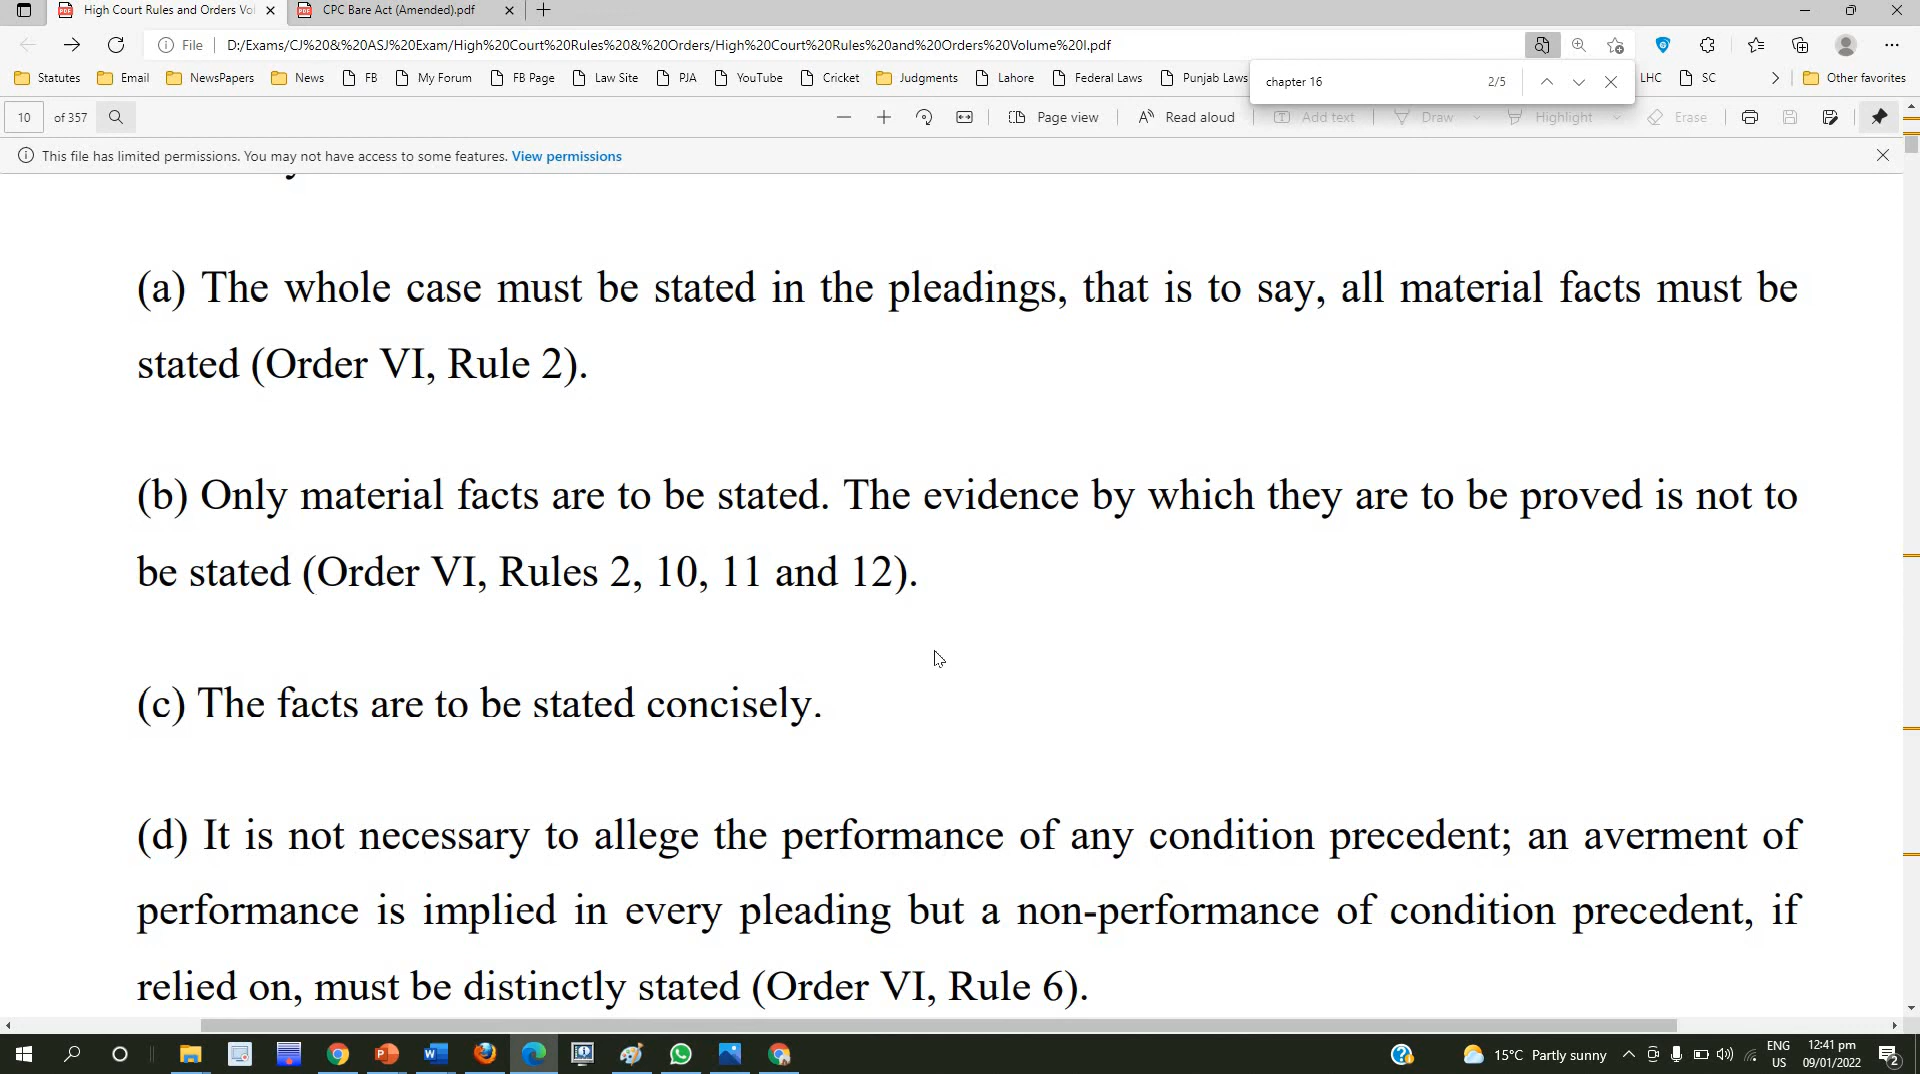 High Court Rules and Orders Vol
CPC Bare Act (Amended).pdf
File
D:/Exams/CJ%20&%20ASJ%20Exam/High%20Court%20Rules%20&%20Orders/High%20Court%20Rules%20and%20Orders%20Volume%20I.pdf
Statutes Email NewsPapers News FB My Forum FB Page Law Site PJA YouTube Cricket Judgments Lahore Federal Laws Punjab Laws LHC SC Other favorites
chapter 16 2/5
10 of 357 Page view Read aloud Add text Draw Highlight Erase
This file has limited permissions. You may not have access to some features. View permissions
(a) The whole case must be stated in the pleadings, that is to say, all material facts must be
stated (Order VI, Rule 2).
(b) Only material facts are to be stated. The evidence by which they are to be proved is not to
be stated (Order VI, Rules 2, 10, 11 and 12).
(c) The facts are to be stated concisely.
(d) It is not necessary to allege the performance of any condition precedent; an averment of
performance is implied in every pleading but a non-performance of condition precedent, if
relied on, must be distinctly stated (Order VI, Rule 6).
15°C Partly sunny
ENG
US
12:41 pm
09/01/2022
2